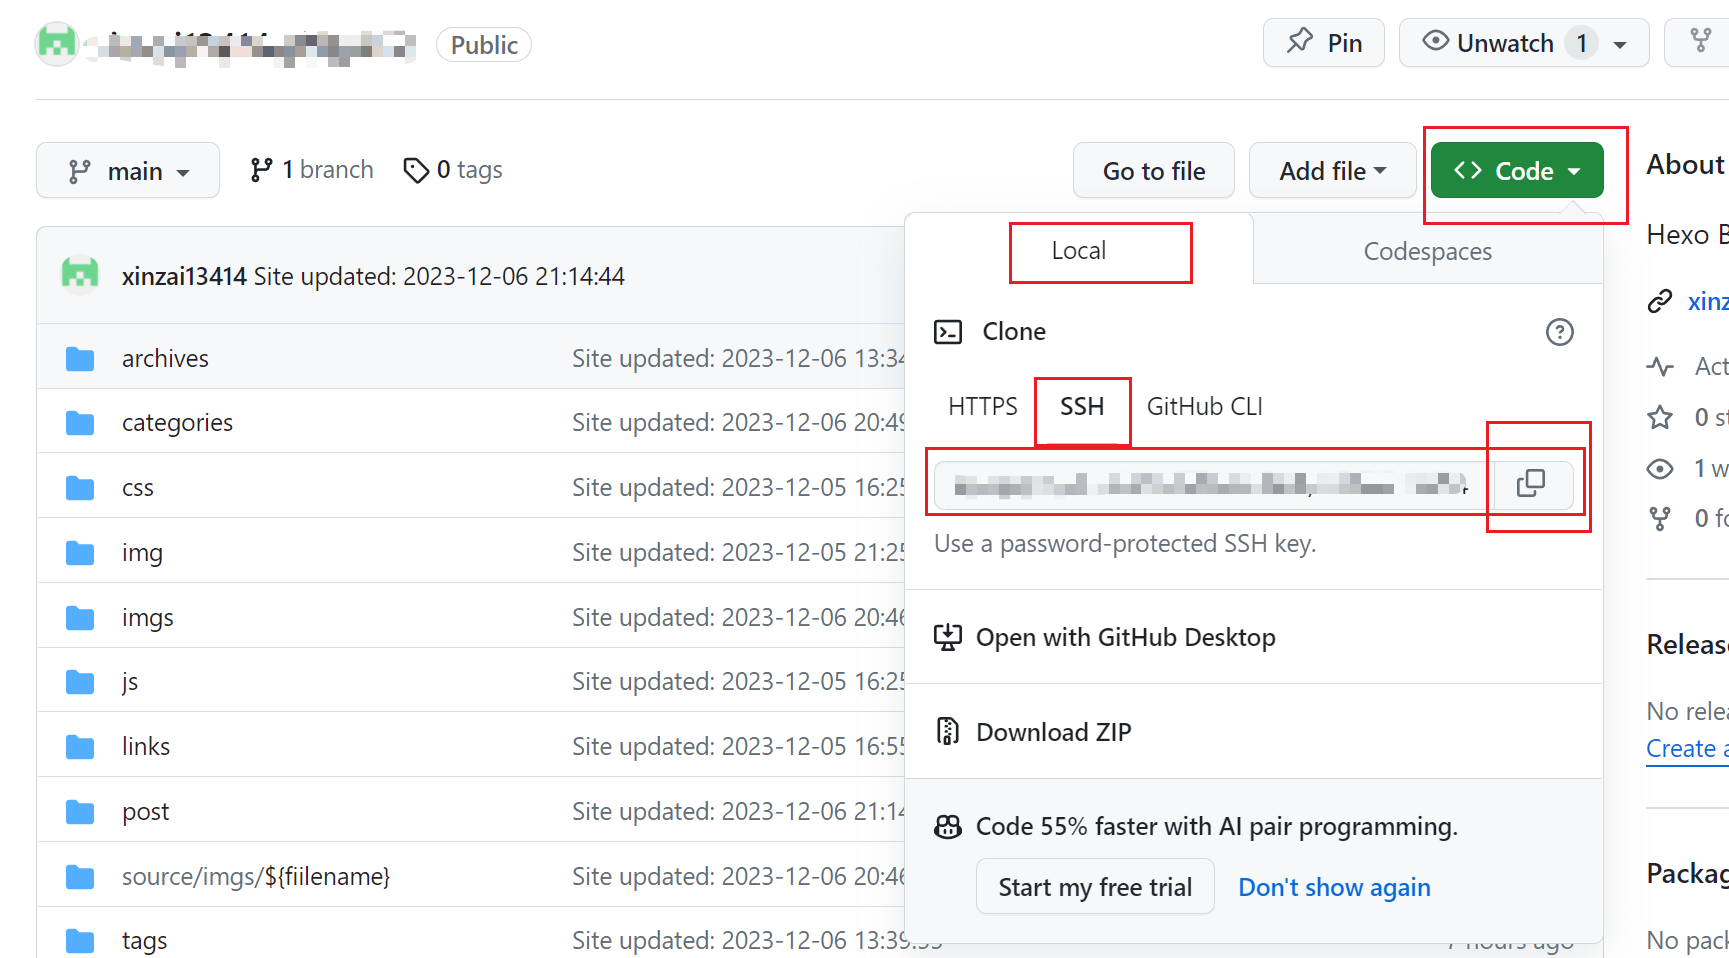 Public
Pin
Unwatch 1
main
1 branch
0 tags
Go to file
Add file
Code
About
Hexo B
Local
Codespaces
xinzai13414 Site updated: 2023-12-06 21:14:44
xinz
Clone
archives
Site updated: 2023-12-06 13:34
Act
HTTPS
SSH
GitHub CLI
categories
Site updated: 2023-12-06 20:49
0 st
css
Site updated: 2023-12-05 16:25
1 w
0 fo
Use a password-protected SSH key.
img
Site updated: 2023-12-05 21:25
imgs
Site updated: 2023-12-06 20:46
Open with GitHub Desktop
Releas
js
Site updated: 2023-12-05 16:25
No relea
Download ZIP
links
Site updated: 2023-12-05 16:55
Create a
post
Site updated: 2023-12-06 21:14
Code 55% faster with AI pair programming.
source/imgs/${fiilename}
Site updated: 2023-12-06 20:46
Start my free trial
Don't show again
Packag
tags
Site updated: 2023-12-06 13:39:
7 hours ago
No pack